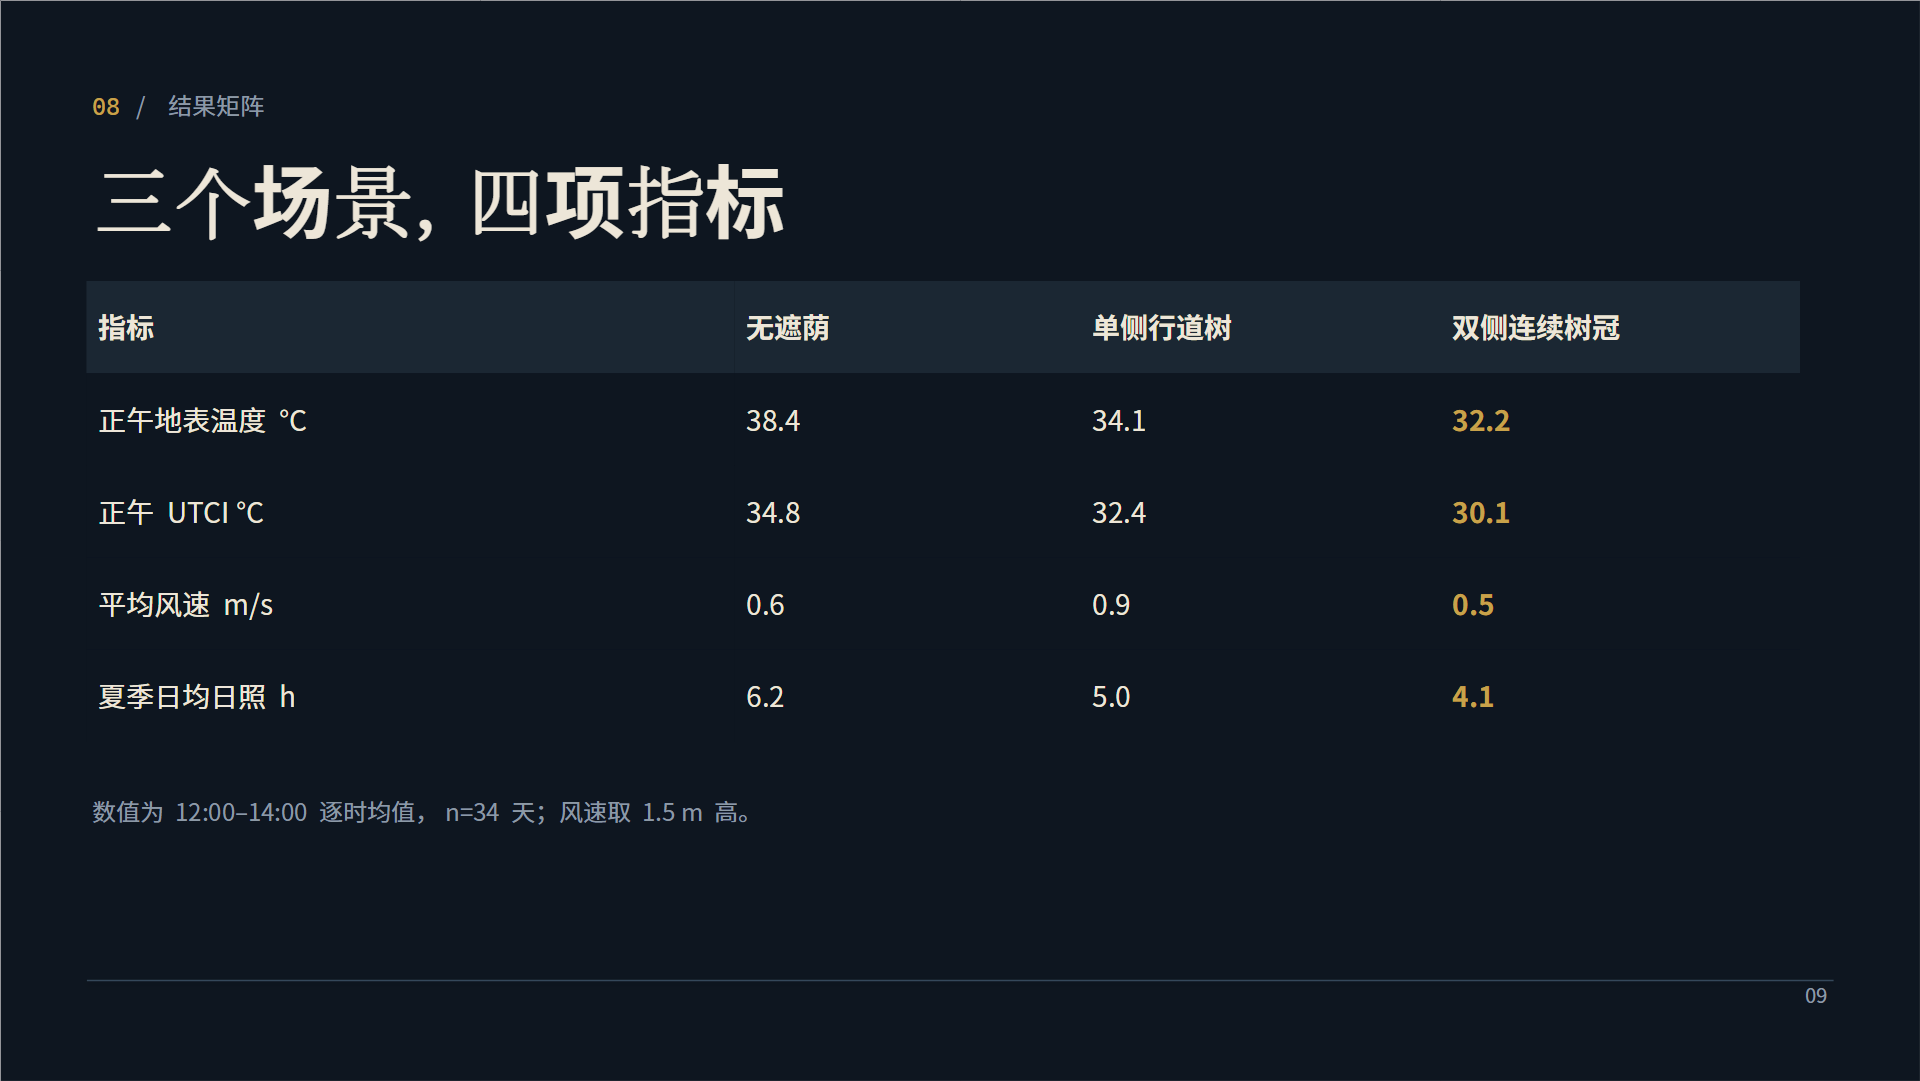 08 / 结果矩阵
三个场景，四项指标
指标 无遮荫 单侧行道树 双侧连续树冠
正午地表温度 °C 38.4 34.1 32.2
正午 UTCI °C 34.8 32.4 30.1
平均风速 m/s 0.6 0.9 0.5
夏季日均日照 h 6.2 5.0 4.1
数值为 12:00–14:00 逐时均值，n=34 天；风速取 1.5 m 高。
09